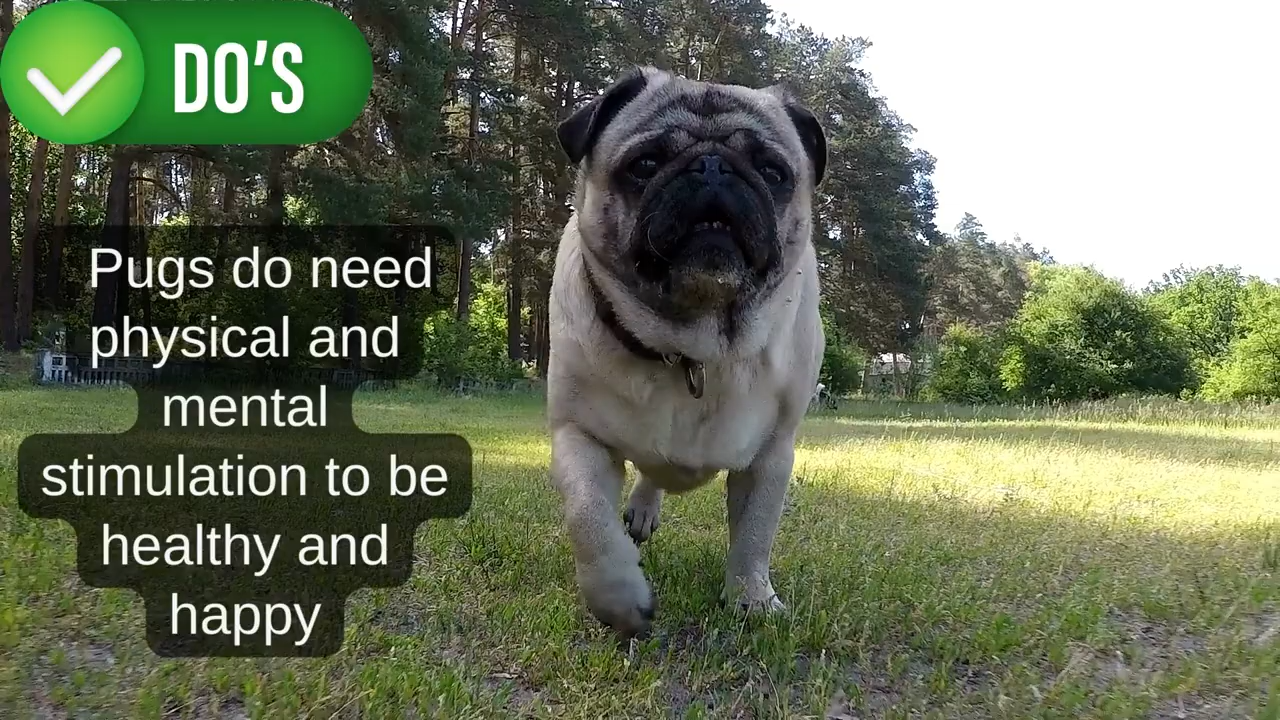 DO'S
Pugs do need
physical and
mental
stimulation to be
healthy and
happy